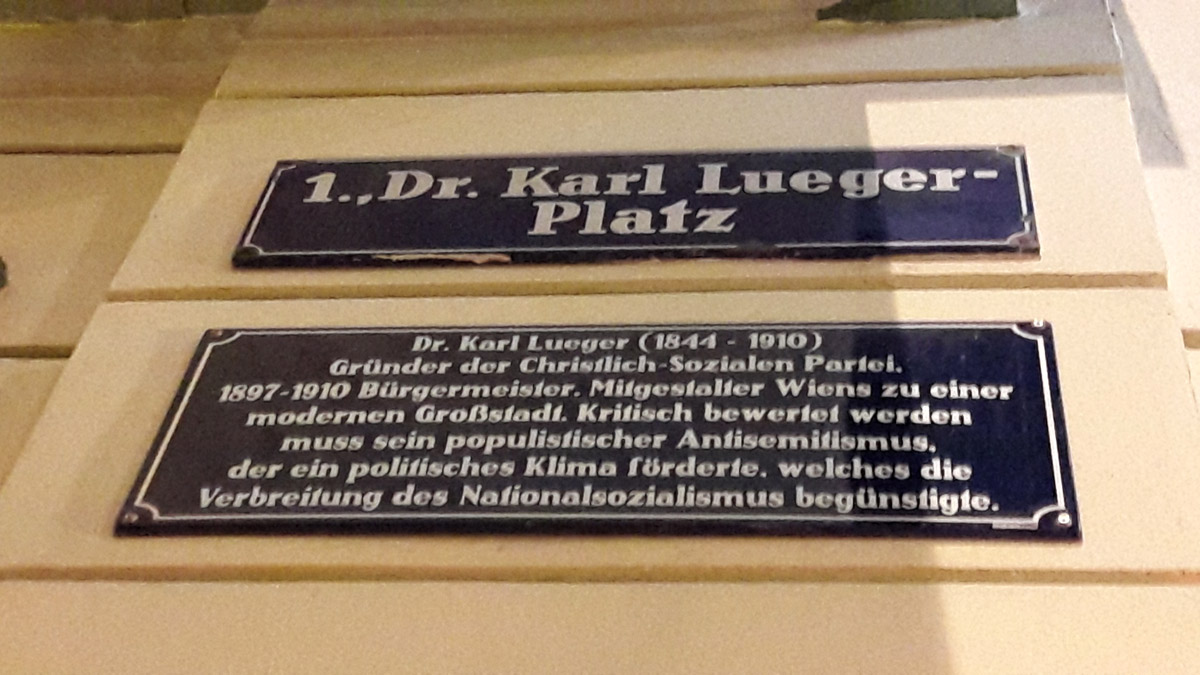 1.,Dr. Karl Lueger-
Platz
Dr. Karl Lueger (1844 - 1910)
Gründer der Christlich-Sozialen Partei.
1897-1910 Bürgermeister. Mitgestalter Wiens zu einer
modernen Großstadt. Kritisch bewertet werden
muss sein populistischer Antisemitismus,
der ein politisches Klima förderte, welches die
Verbreitung des Nationalsozialismus begünstigte.